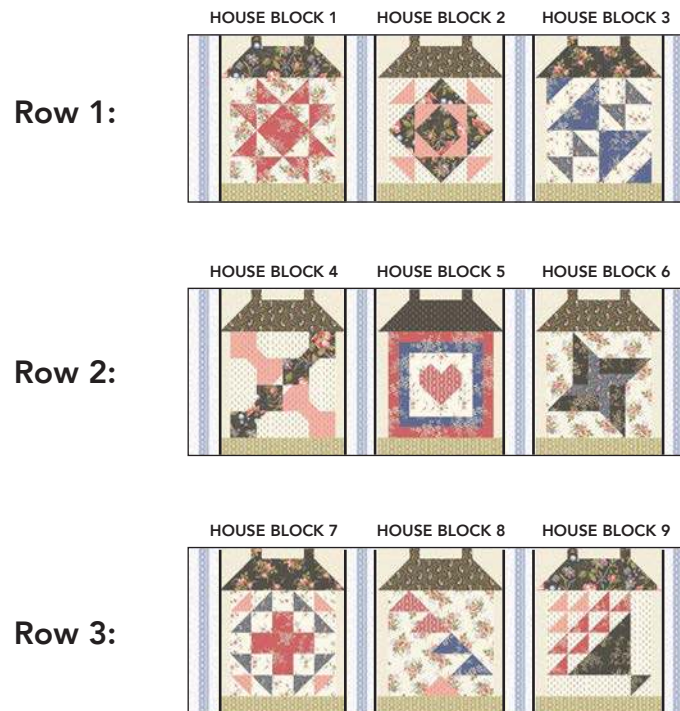 HOUSE BLOCK 1 HOUSE BLOCK 2 HOUSE BLOCK 3
Row 1:
HOUSE BLOCK 4 HOUSE BLOCK 5 HOUSE BLOCK 6
Row 2:
HOUSE BLOCK 7 HOUSE BLOCK 8 HOUSE BLOCK 9
Row 3: